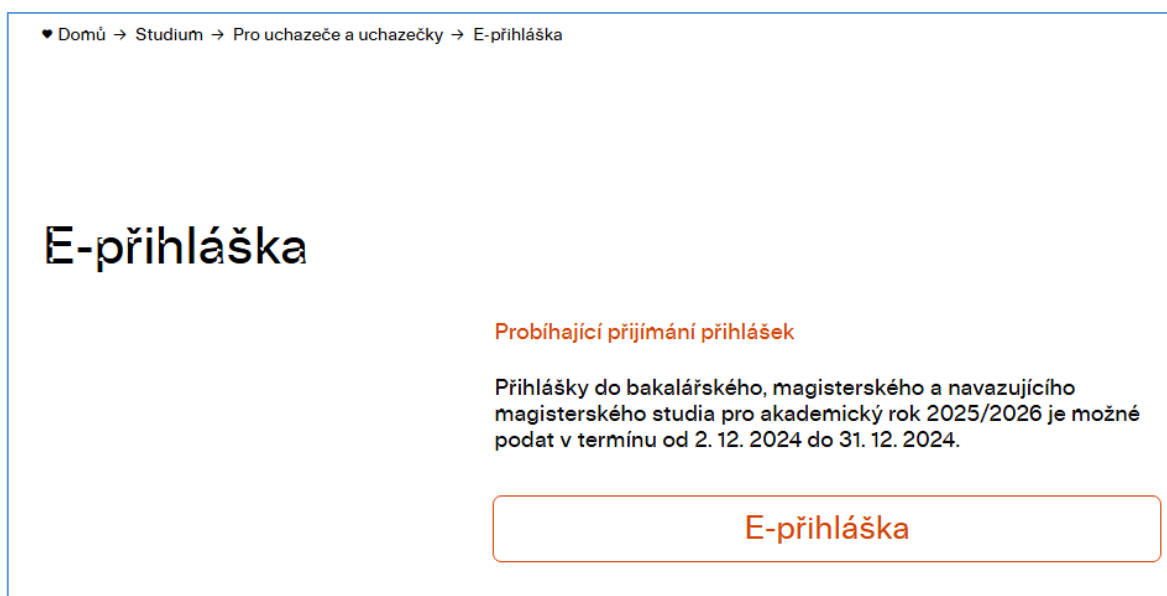 ♥ Domů → Studium → Pro uchazeče a uchazečky → E-přihláška
E-přihláška
Probíhající přijímání přihlášek
Přihlášky do bakalářského, magisterského a navazujícího
magisterského studia pro akademický rok 2025/2026 je možné
podat v termínu od 2. 12. 2024 do 31. 12. 2024.
E-přihláška